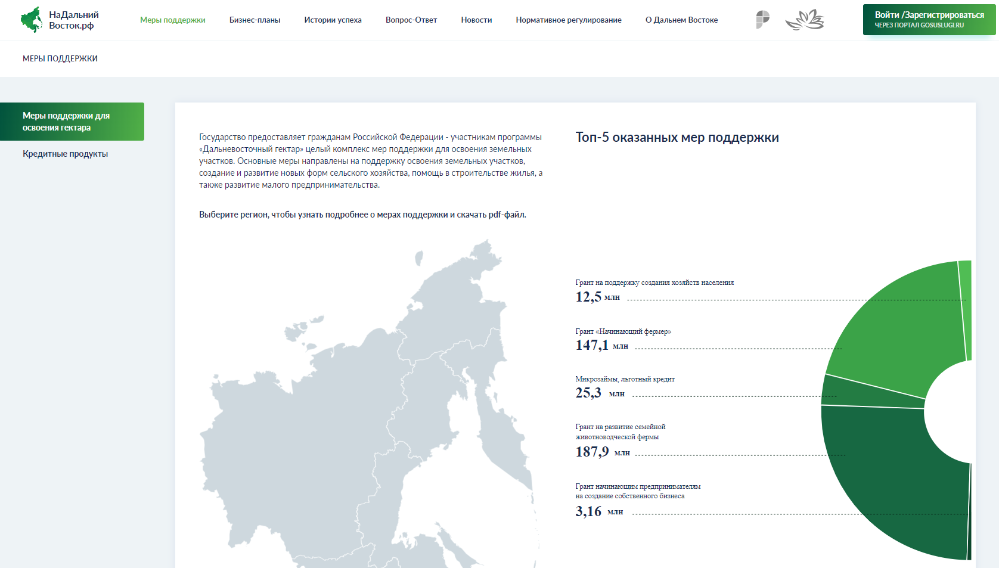 НаДальний
Восток.рф
Меры поддержки
Бизнес-планы
Истории успеха
Вопрос-Ответ
Новости
Нормативное регулирование
О Дальнем Востоке
Войти /Зарегистрироваться
ЧЕРЕЗ ПОРТАЛ GOSUSLUGI.RU
МЕРЫ ПОДДЕРЖКИ
Меры поддержки для
освоения гектара
Кредитные продукты
Государство предоставляет гражданам Российской Федерации - участникам программы
«Дальневосточный гектар» целый комплекс мер поддержки для освоения земельных
участков. Основные меры направлены на поддержку освоения земельных участков,
создание и развитие новых форм сельского хозяйства, помощь в строительстве жилья, а
также развитие малого предпринимательства.
Выберите регион, чтобы узнать подробнее о мерах поддержки и скачать pdf-файл.
Топ-5 оказанных мер поддержки
Грант на поддержку создания хозяйств населения
12,5 млн
Грант «Начинающий фермер»
147,1 млн
Микрозаймы, льготный кредит
25,3 млн
Грант на развитие семейной
животноводческой фермы
187,9 млн
Грант начинающим предпринимателям
на создание собственного бизнеса
3,16 млн